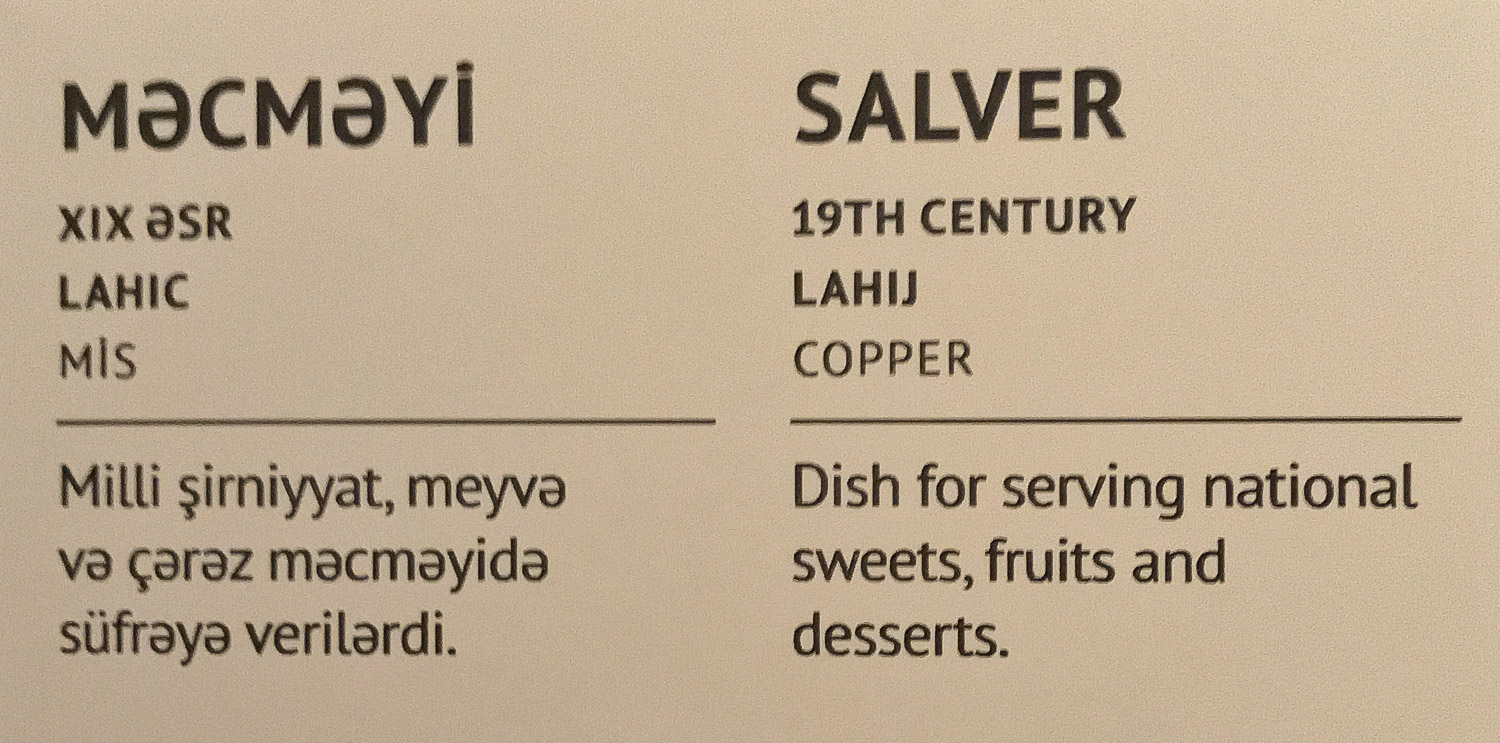 MƏCMƏYİ
XIX ƏSR
LAHIC
MİS
Milli şirniyyat, meyvə
və çərəz məcməyidə
süfrəyə verilərdi.
SALVER
19TH CENTURY
LAHIJ
COPPER
Dish for serving national
sweets, fruits and
desserts.